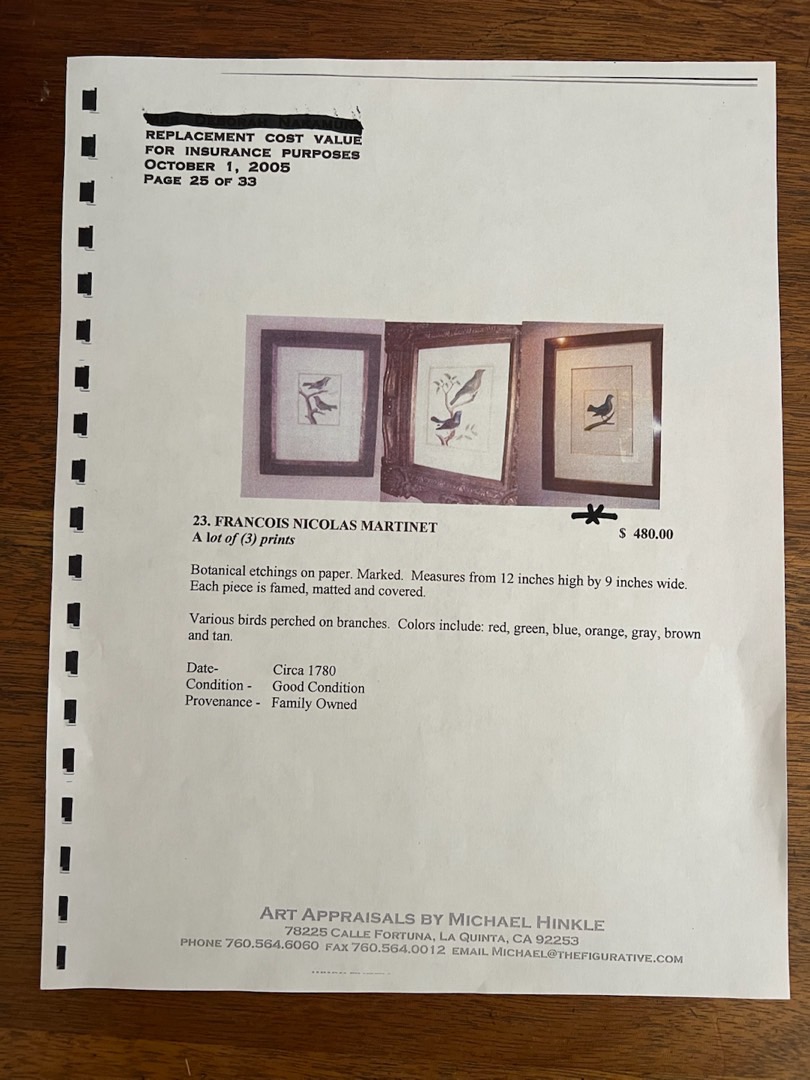 REPLACEMENT COST VALUE
FOR INSURANCE PURPOSES
OCTOBER 1, 2005
PAGE 25 OF 33
23. FRANCOIS NICOLAS MARTINET
A lot of (3) prints
$ 480.00
Botanical etchings on paper. Marked. Measures from 12 inches high by 9 inches wide.
Each piece is famed, matted and covered.
Various birds perched on branches. Colors include: red, green, blue, orange, gray, brown
and tan.
Date- Circa 1780
Condition - Good Condition
Provenance - Family Owned
ART APPRAISALS BY MICHAEL HINKLE
78225 CALLE FORTUNA, LA QUINTA, CA 92253
PHONE 760.564.6060 FAX 760.564.0012 EMAIL MICHAEL@THEFIGURATIVE.COM